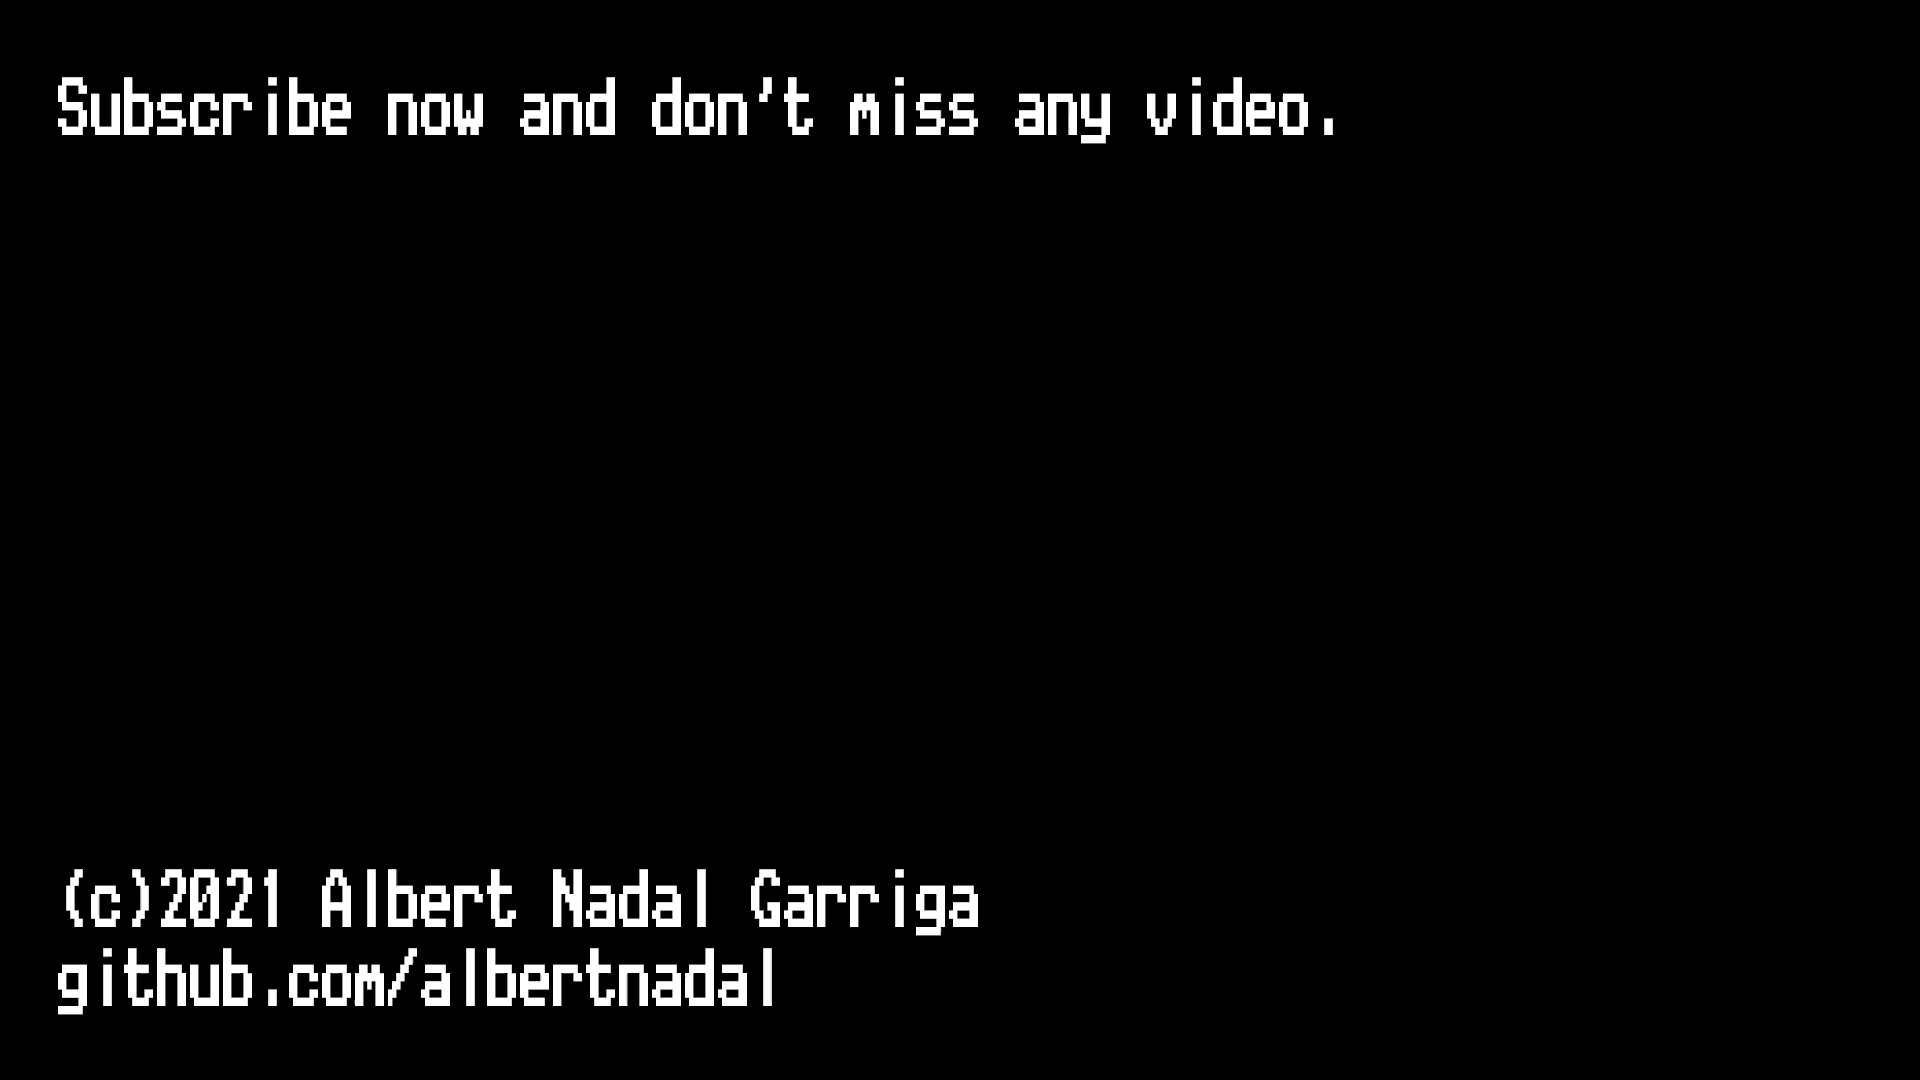 Subscribe now and don't miss any video.
(c)2021 Albert Nadal Garriga
github.com/albertnadal